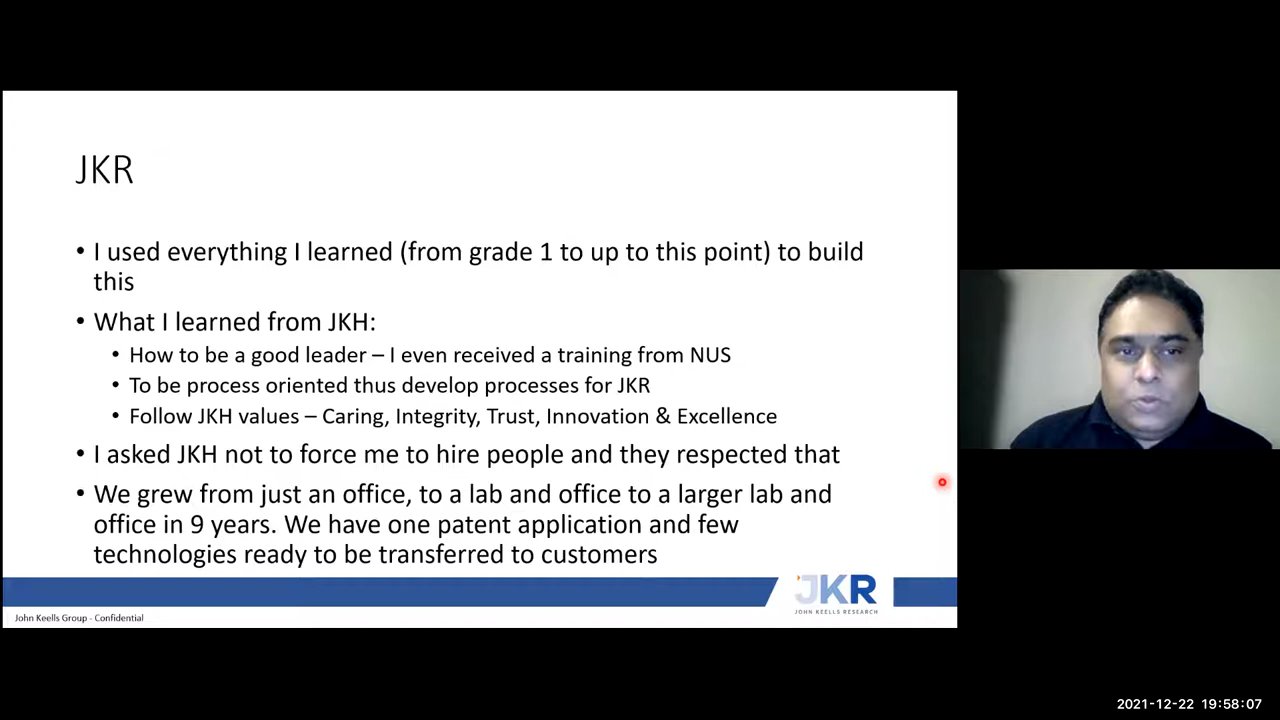 JKR
• I used everything I learned (from grade 1 to up to this point) to build
this
• What I learned from JKH:
• How to be a good leader – I even received a training from NUS
• To be process oriented thus develop processes for JKR
• Follow JKH values – Caring, Integrity, Trust, Innovation & Excellence
• I asked JKH not to force me to hire people and they respected that
• We grew from just an office, to a lab and office to a larger lab and
office in 9 years. We have one patent application and few
technologies ready to be transferred to customers
JKR
JOHN KEELLS RESEARCH
John Keells Group - Confidential
2021-12-22 19:58:07